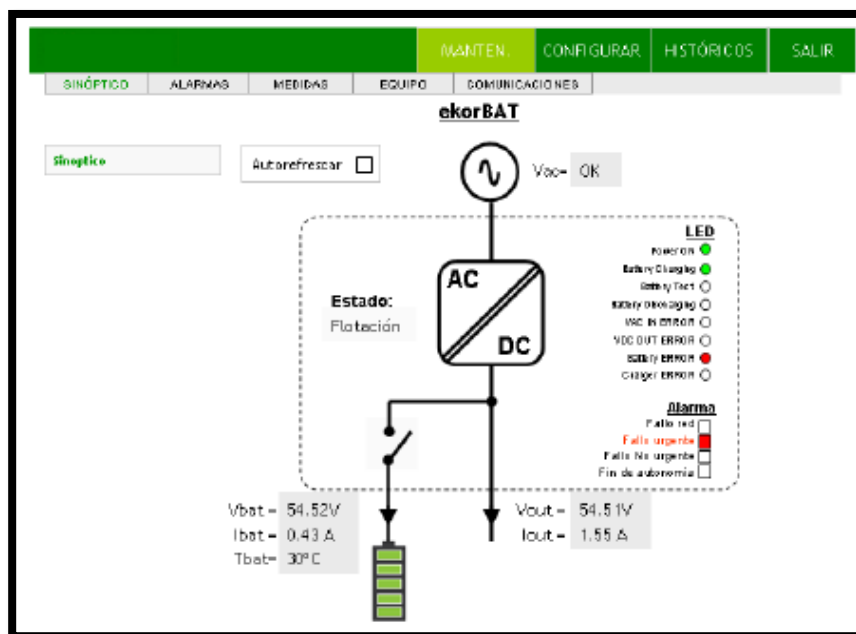 MANTEN.
CONFIGURAR
HISTÓRICOS
SALIR
SINÓPTICO
ALARMAS
MEDIDAS
EQUIPO
COMUNICACIONES
ekorBAT
Sinoptico
Autorefrescar
Vac= OK
LED
Power ON
Battery Charging
Battery Test
Battery Discharging
VAC IN ERROR
VDC OUT ERROR
Battery ERROR
Charger ERROR
AC
DC
Estado:
Flotación
Alarma
Fallo red
Fallo urgente
Fallo No urgente
Fin de autonomía
Vbat = 54.52V
Ibat = 0.43 A
Tbat= 30°C
Vout = 54.51V
Iout = 1.55 A